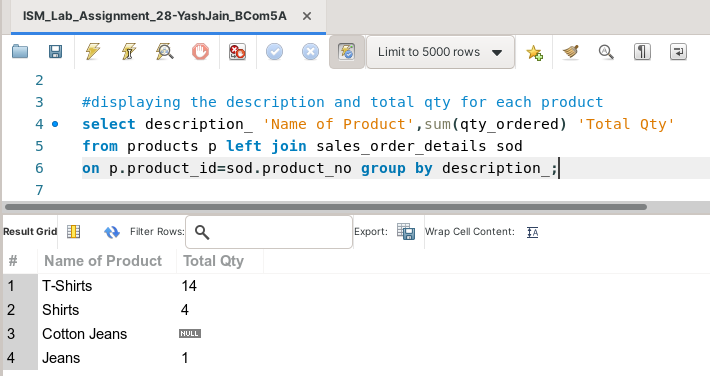 ISM_Lab_Assignment_28-YashJain_BCom5A ×
Limit to 5000 rows
2
3 #displaying the description and total qty for each product
4 select description_ 'Name of Product',sum(qty_ordered) 'Total Qty'
5 from products p left join sales_order_details sod
6 on p.product_id=sod.product_no group by description_;
7
Result Grid Filter Rows: Export: Wrap Cell Content: IA
# Name of Product Total Qty
1 T-Shirts 14
2 Shirts 4
3 Cotton Jeans NULL
4 Jeans 1